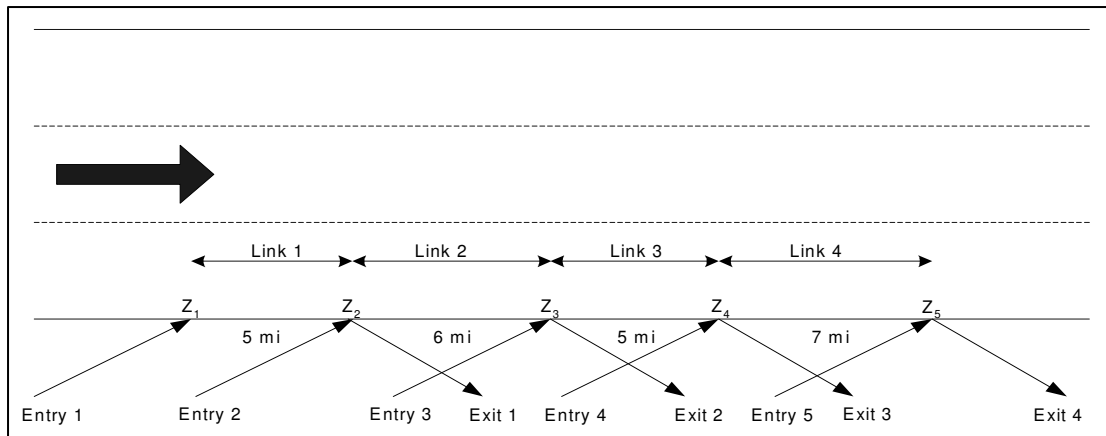 Link 1 Link 2 Link 3 Link 4
Z1 Z2 Z3 Z4 Z5
5 mi 6 mi 5 mi 7 mi
Entry 1 Entry 2 Entry 3 Exit 1 Entry 4 Exit 2 Entry 5 Exit 3 Exit 4